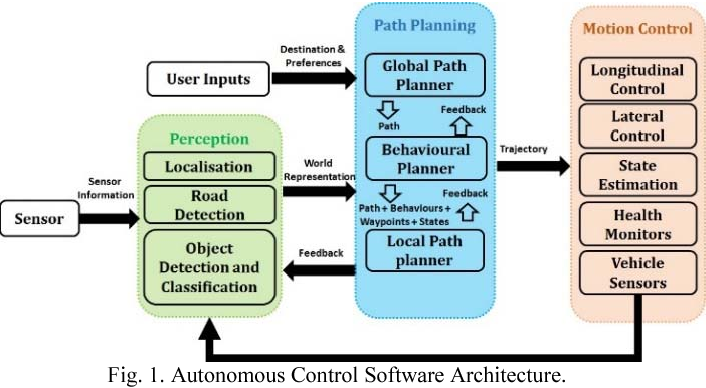 Path Planning
Motion Control
Destination &
Preferences
User Inputs
Global Path
Planner
Longitudinal
Control
Path
Feedback
Lateral
Control
Perception
Localisation
World
Representation
Behavioural
Planner
Trajectory
State
Estimation
Sensor
Information
Sensor
Road
Detection
Path + Behaviours +
Waypoints + States
Feedback
Health
Monitors
Object
Detection and
Classification
Feedback
Local Path
planner
Vehicle
Sensors
Fig. 1. Autonomous Control Software Architecture.